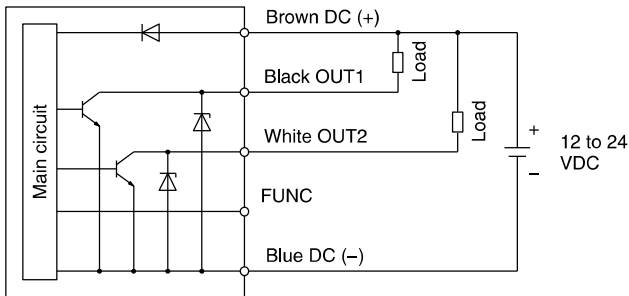 Brown DC (+)
Load
Black OUT1
Load
Main circuit
White OUT2
+
12 to 24
VDC
−
FUNC
Blue DC (−)